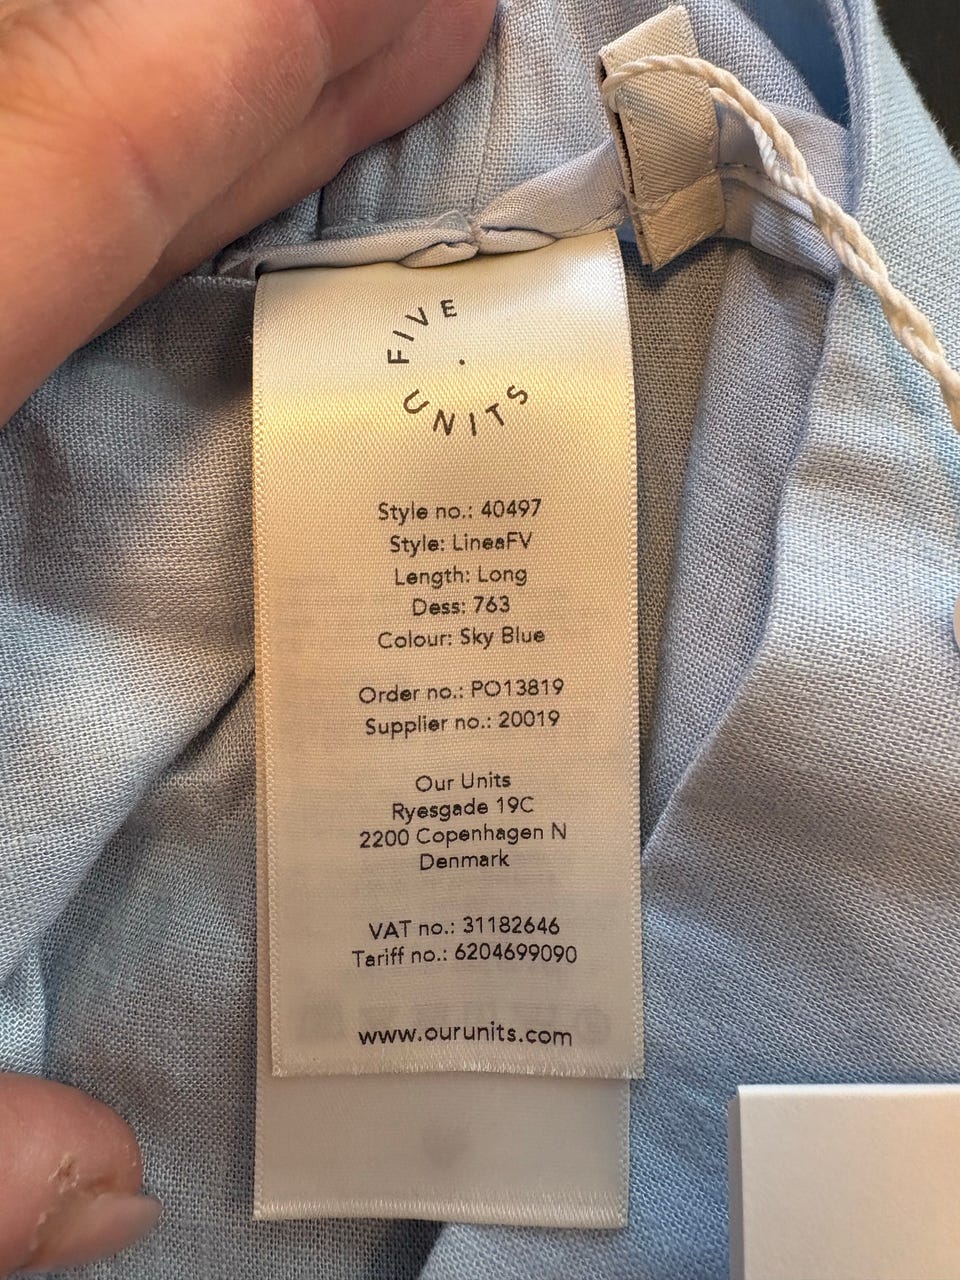 FIVE
UNITS
Style no.: 40497
Style: LineaFV
Length: Long
Dess: 763
Colour: Sky Blue
Order no.: PO13819
Supplier no.: 20019
Our Units
Ryesgade 19C
2200 Copenhagen N
Denmark
VAT no.: 31182646
Tariff no.: 6204699090
www.ourunits.com